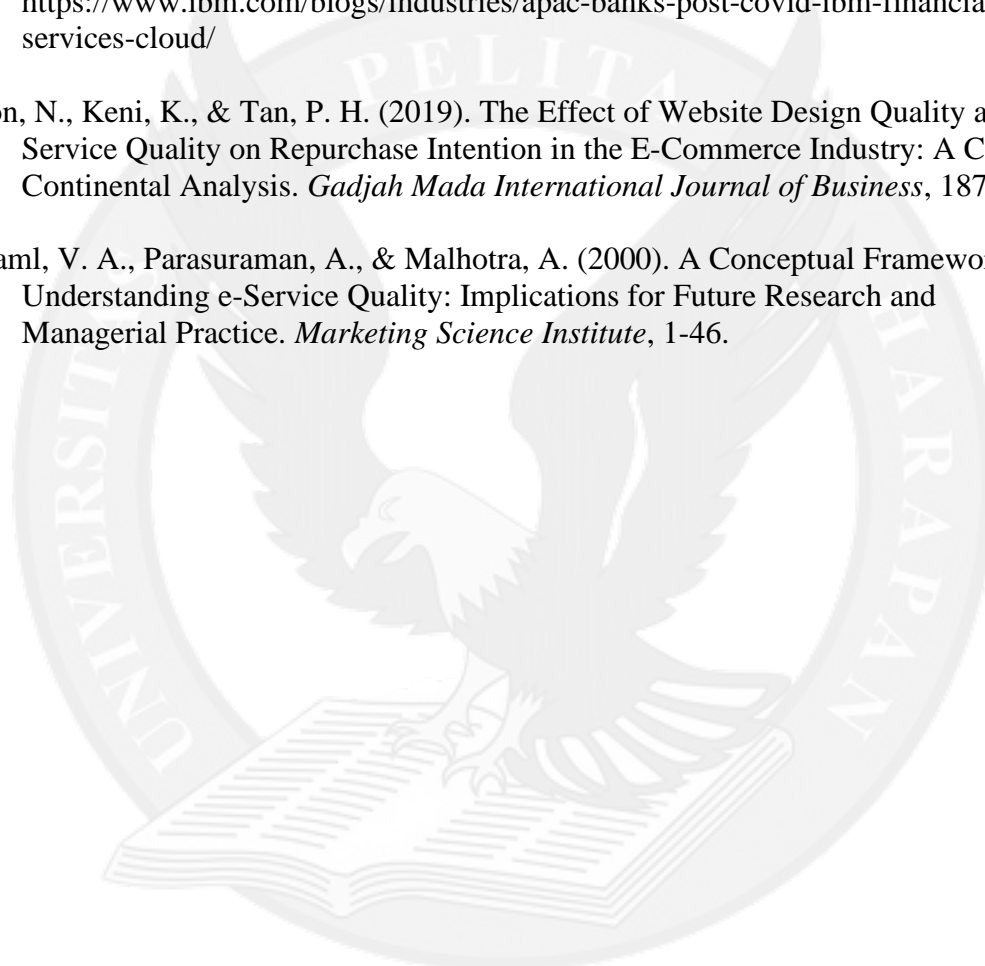 https://www.ibm.com/blogs/industries/apac-banks-post-covid-ibm-financia
services-cloud/
on, N., Keni, K., & Tan, P. H. (2019). The Effect of Website Design Quality a
Service Quality on Repurchase Intention in the E-Commerce Industry: A C
Continental Analysis. Gadjah Mada International Journal of Business, 187
aml, V. A., Parasuraman, A., & Malhotra, A. (2000). A Conceptual Framewor
Understanding e-Service Quality: Implications for Future Research and
Managerial Practice. Marketing Science Institute, 1-46.
UNIVERSITAS PELITA HARAPAN